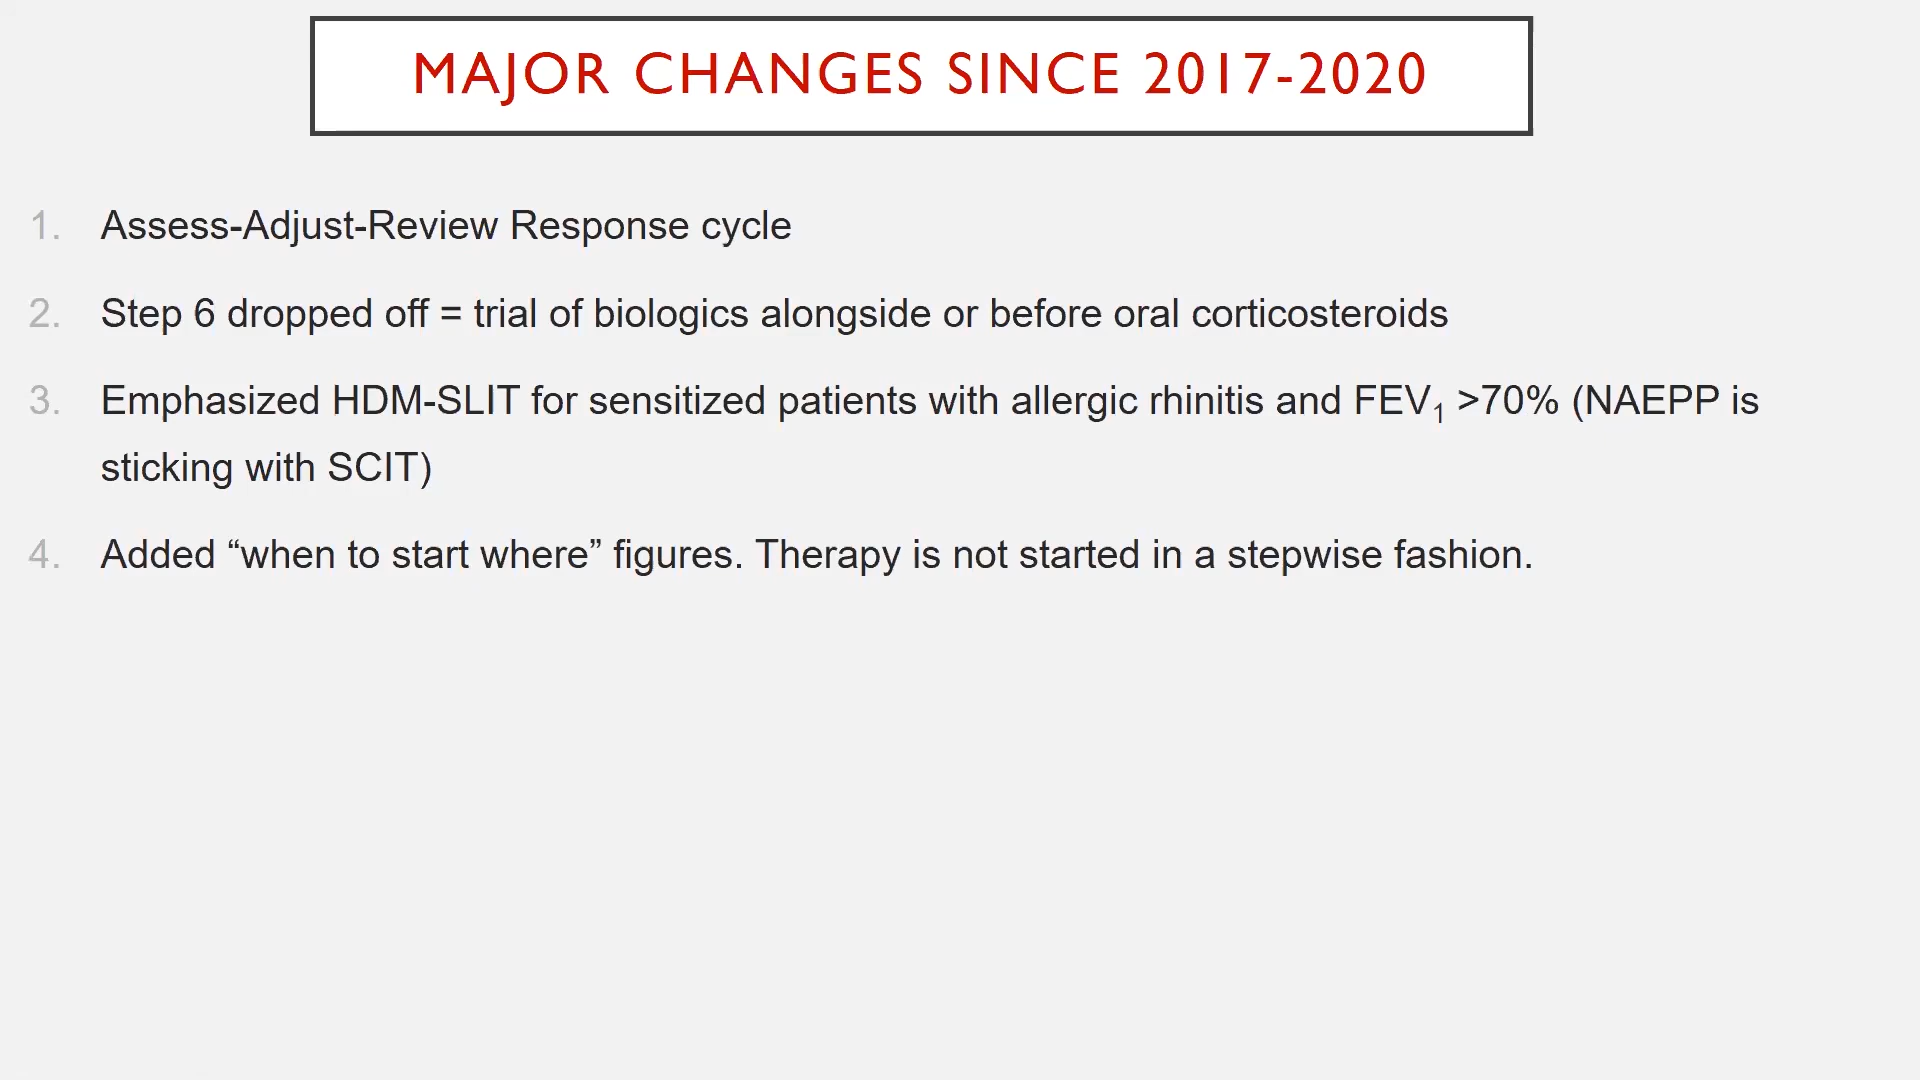 MAJOR CHANGES SINCE 2017-2020
1. Assess-Adjust-Review Response cycle
2. Step 6 dropped off = trial of biologics alongside or before oral corticosteroids
3. Emphasized HDM-SLIT for sensitized patients with allergic rhinitis and FEV₁ >70% (NAEPP is
sticking with SCIT)
4. Added “when to start where” figures. Therapy is not started in a stepwise fashion.